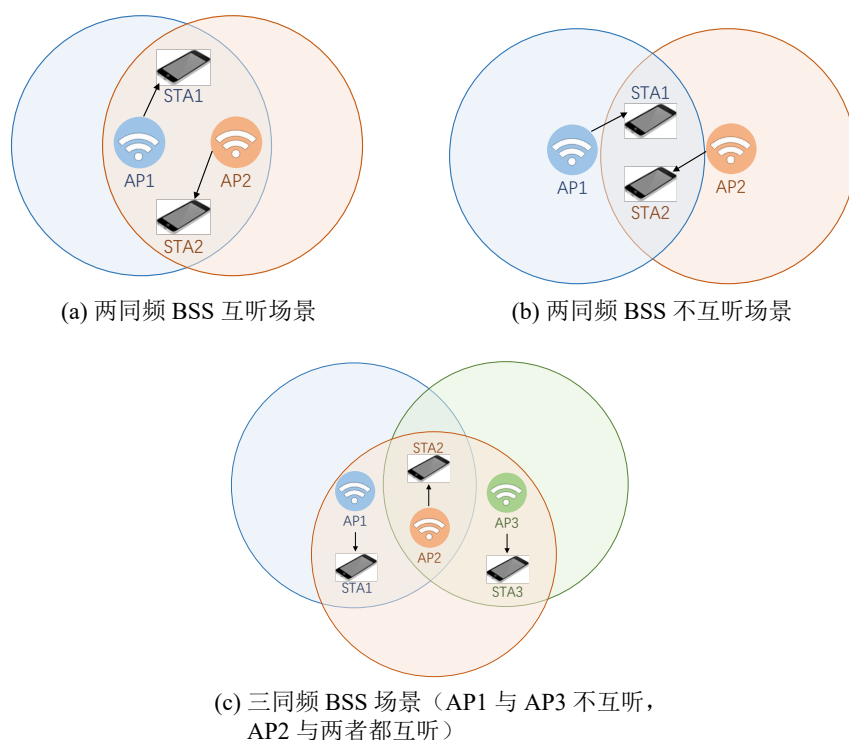 STA1
AP1
AP2
STA2
(a) 两同频 BSS 互听场景
STA1
AP1
STA2
AP2
(b) 两同频 BSS 不互听场景
STA2
AP1
AP3
AP2
STA1
STA3
(c) 三同频 BSS 场景（AP1 与 AP3 不互听，
AP2 与两者都互听）